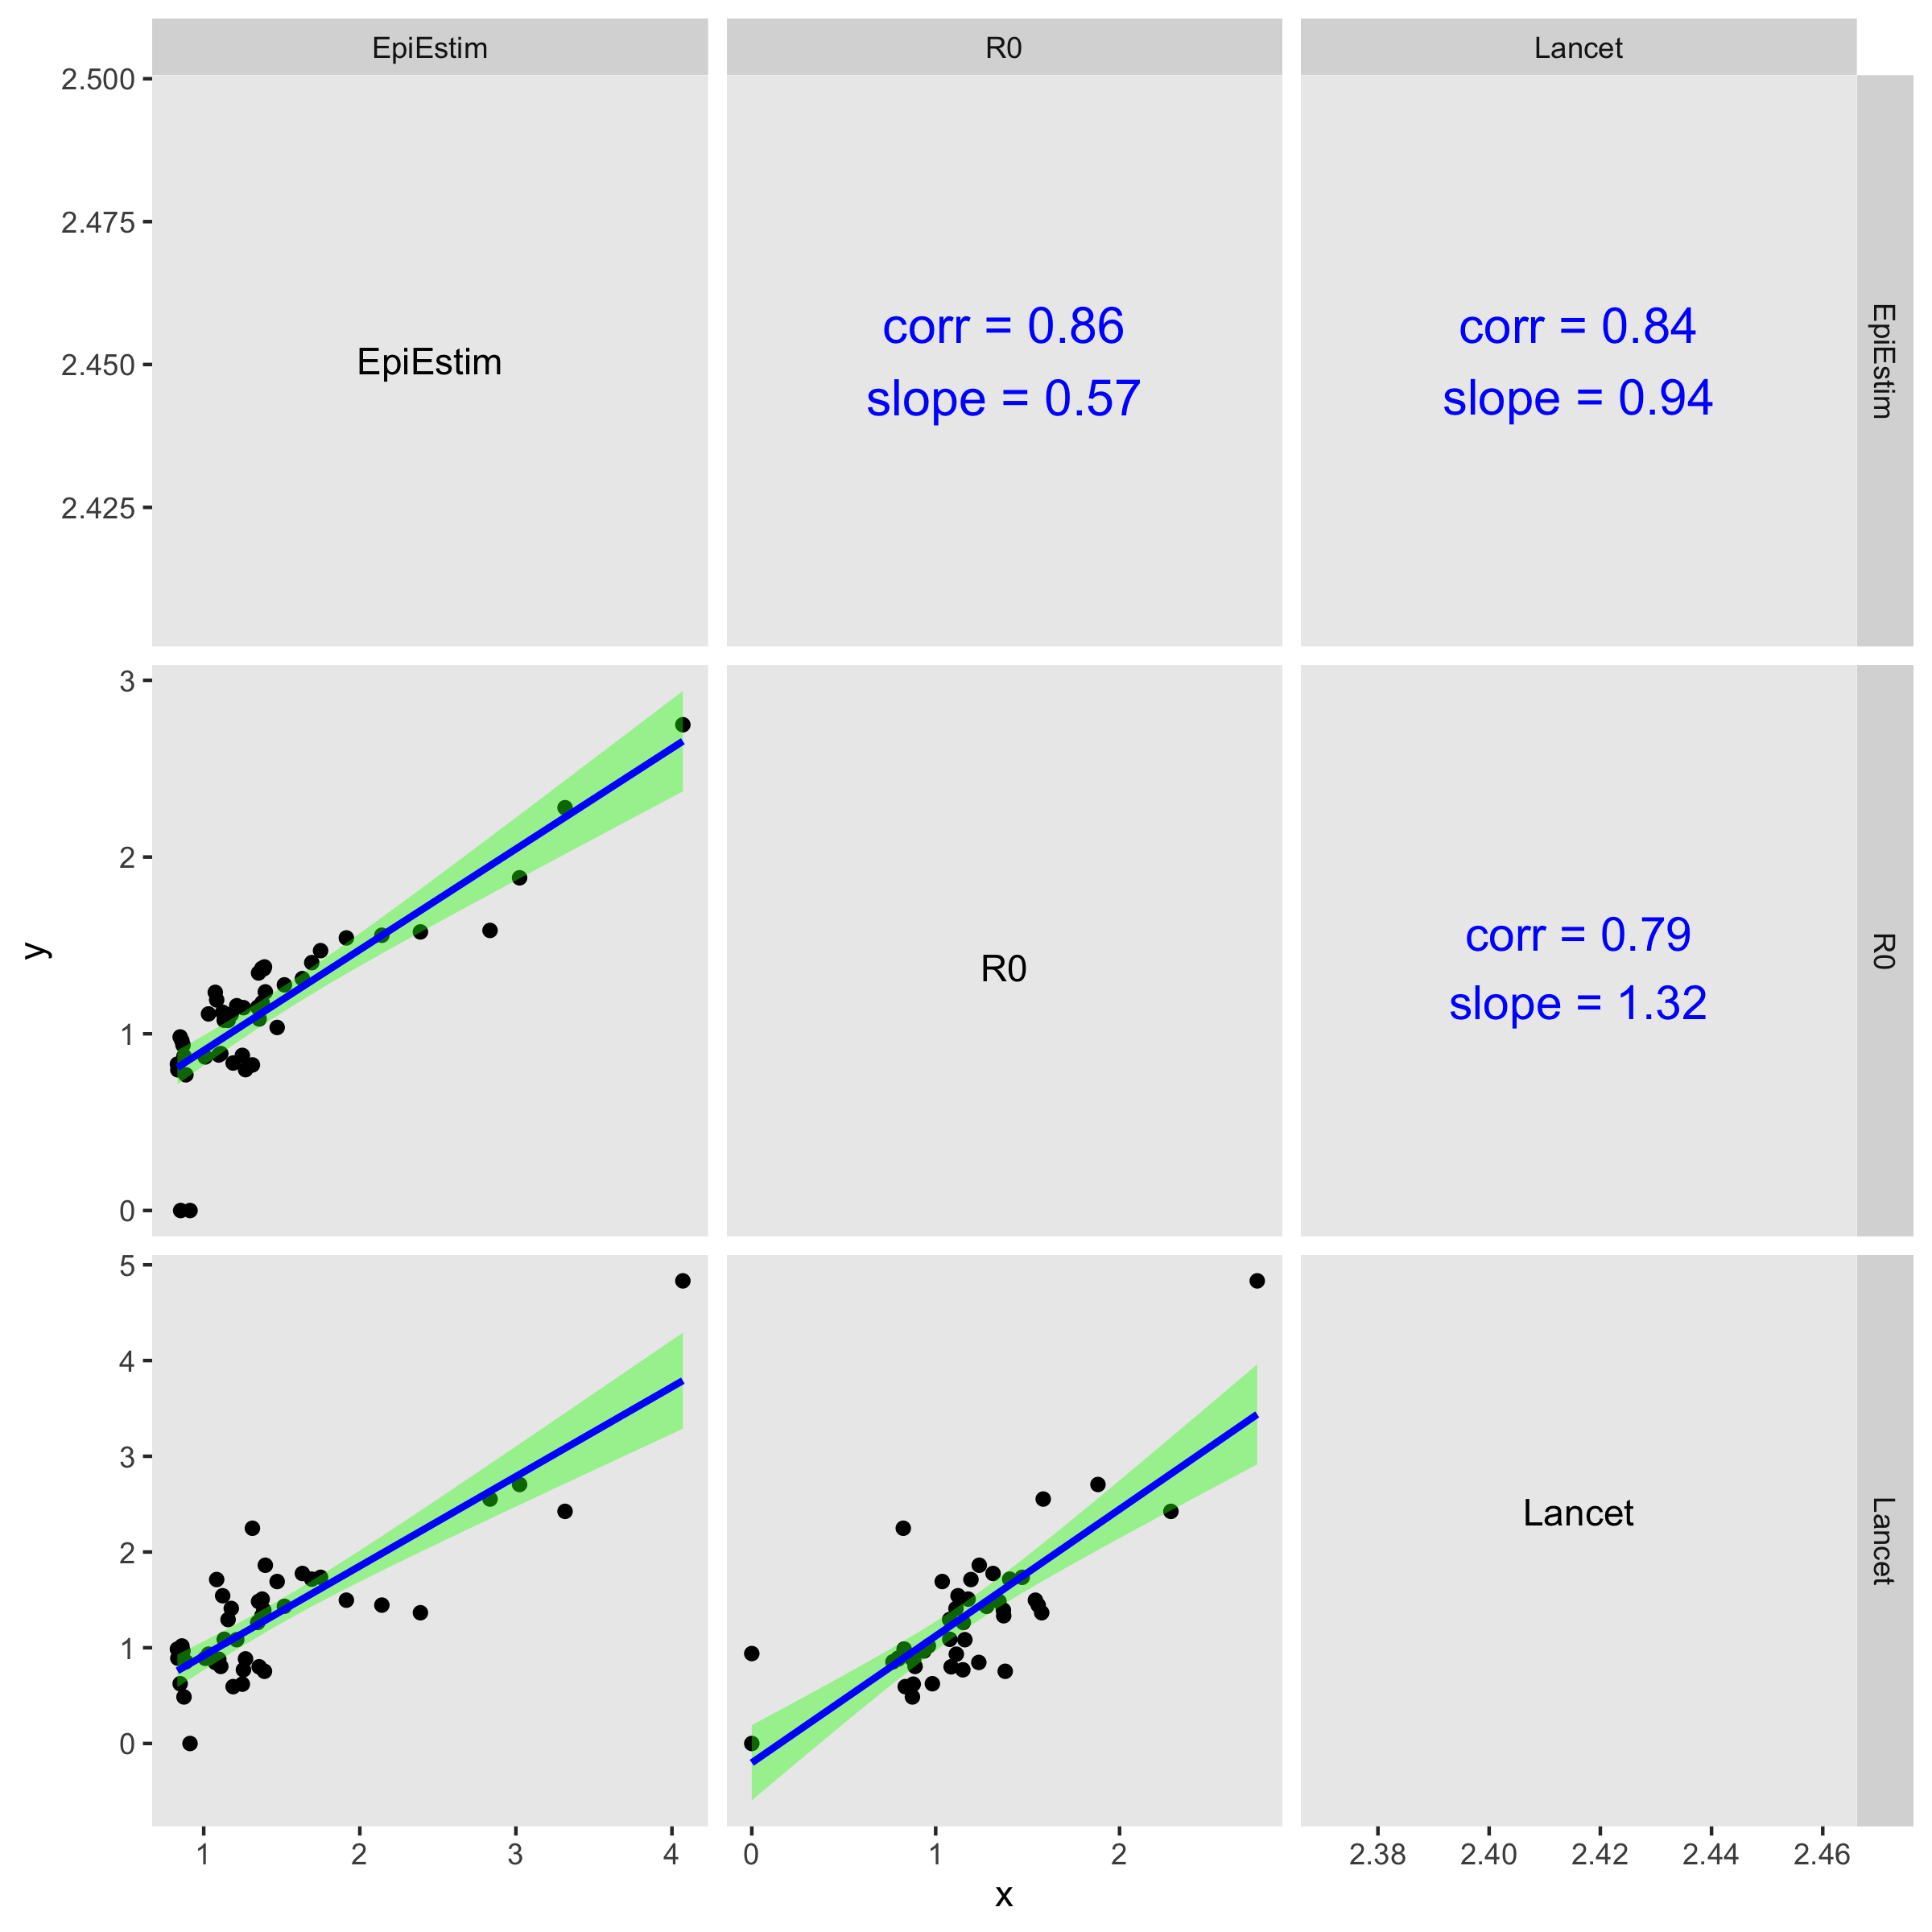 EpiEstim
R0
Lancet
2.500
2.475
2.450
2.425
EpiEstim
corr = 0.86
slope = 0.57
corr = 0.84
slope = 0.94
EpiEstim
3
2
1
0
R0
corr = 0.79
slope = 1.32
R0
y
5
4
3
2
1
0
Lancet
Lancet
1
2
3
4
0
1
2
2.38
2.40
2.42
2.44
2.46
x